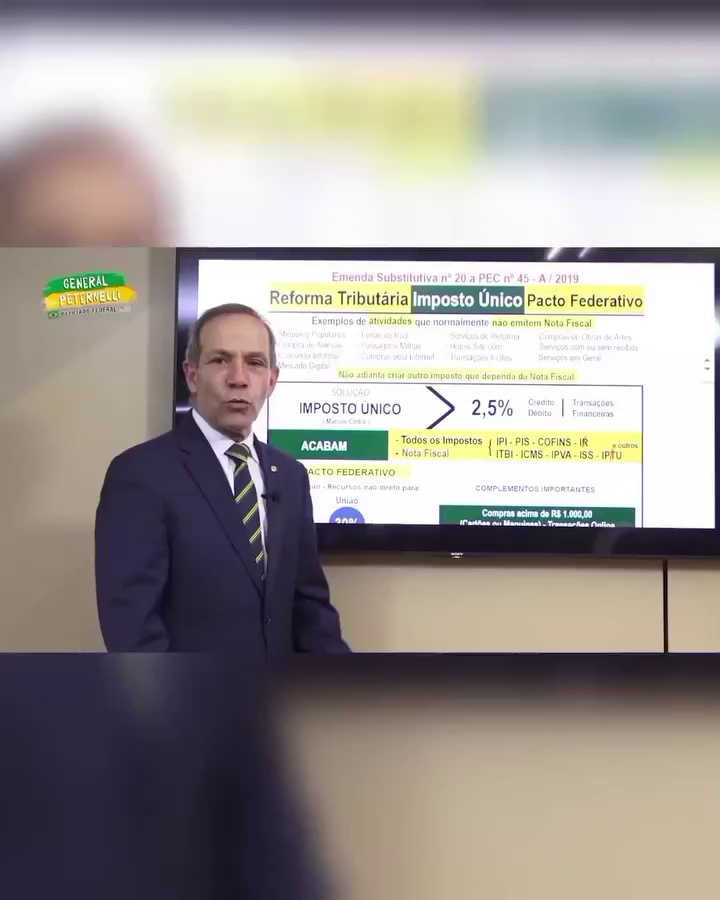 GENERAL
PETERNELLI
DEPUTADO FEDERAL
Emenda Substitutiva nº 20 a PEC nº 45 - A / 2019
Reforma Tributária Imposto Único Pacto Federativo
Exemplos de atividades que normalmente não emitem Nota Fiscal
Shopping Populares
Compra de Animais
Economia Informal
Mercado Digital
- Feiras de Rua
- Passagens Milhas
- Compras pela Internet
- Serviços de Reforma
- Hotéis Site com
- Transações Ilícitas
Compras de Obras de Artes
Serviços com ou sem recibos
Serviços em Geral
Não adianta criar outro imposto que dependa da Nota Fiscal
SOLUÇÃO
IMPOSTO ÚNICO
( Marcos Cintra )
2,5%
Crédito
Débito
Transações
Financeiras
ACABAM
- Todos os Impostos
- Nota Fiscal
IPI - PIS - COFINS - IR
ITBI - ICMS - IPVA - ISS - IPTU
e outros
PACTO FEDERATIVO
- Recursos irão direto para:
União
30%
COMPLEMENTOS IMPORTANTES
Compras acima de R$ 1.000,00
(Cartões ou Maquinas) - Transações Online
SONY